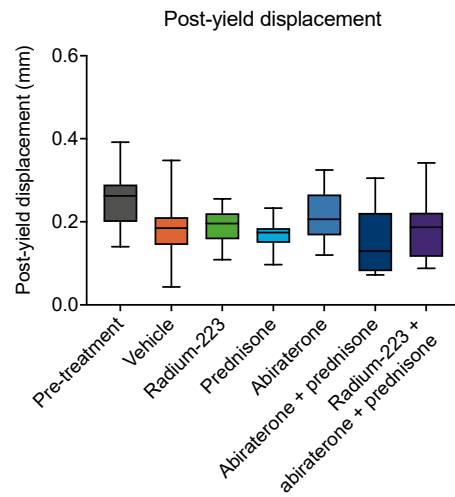 Post-yield displacement
Post-yield displacement (mm)
0.6
0.4
0.2
0.0
Pre-treatment
Vehicle
Radium-223
Prednisone
Abiraterone
Abiraterone + prednisone
Radium-223 +
abiraterone + prednisone